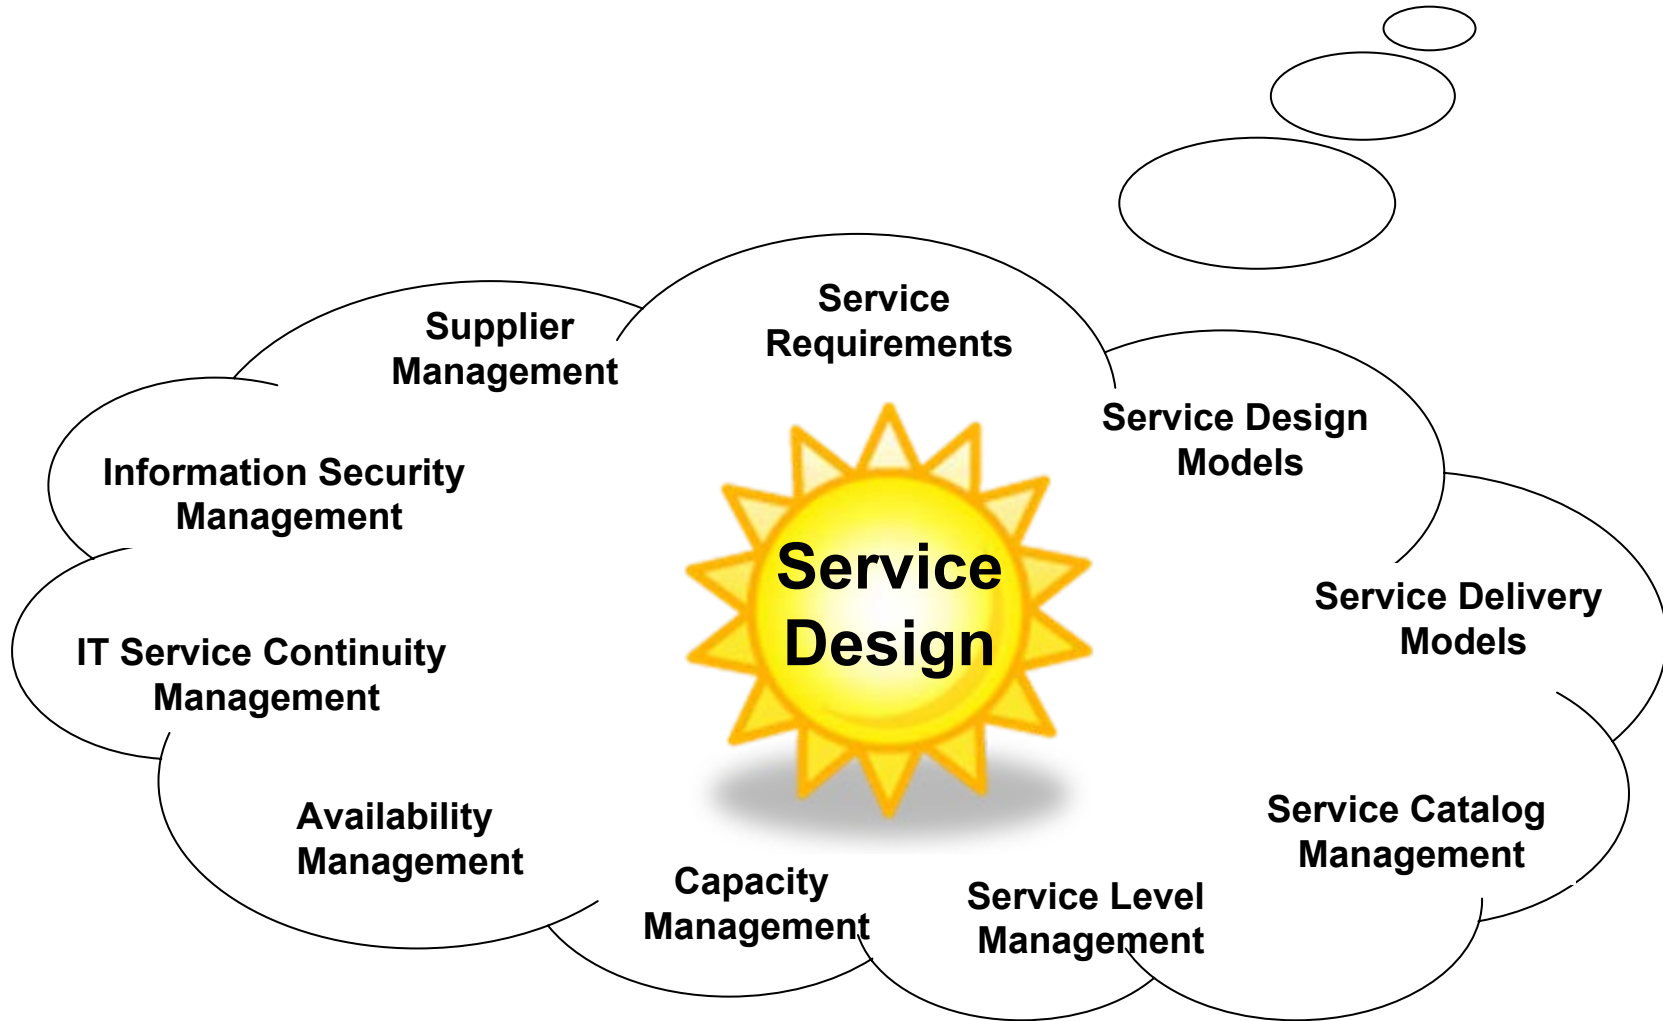 Service
Requirements
Supplier
Management
Service Design
Models
Information Security
Management
Service
Design
Service Delivery
Models
IT Service Continuity
Management
Availability
Management
Service Catalog
Management
Capacity
Management
Service Level
Management